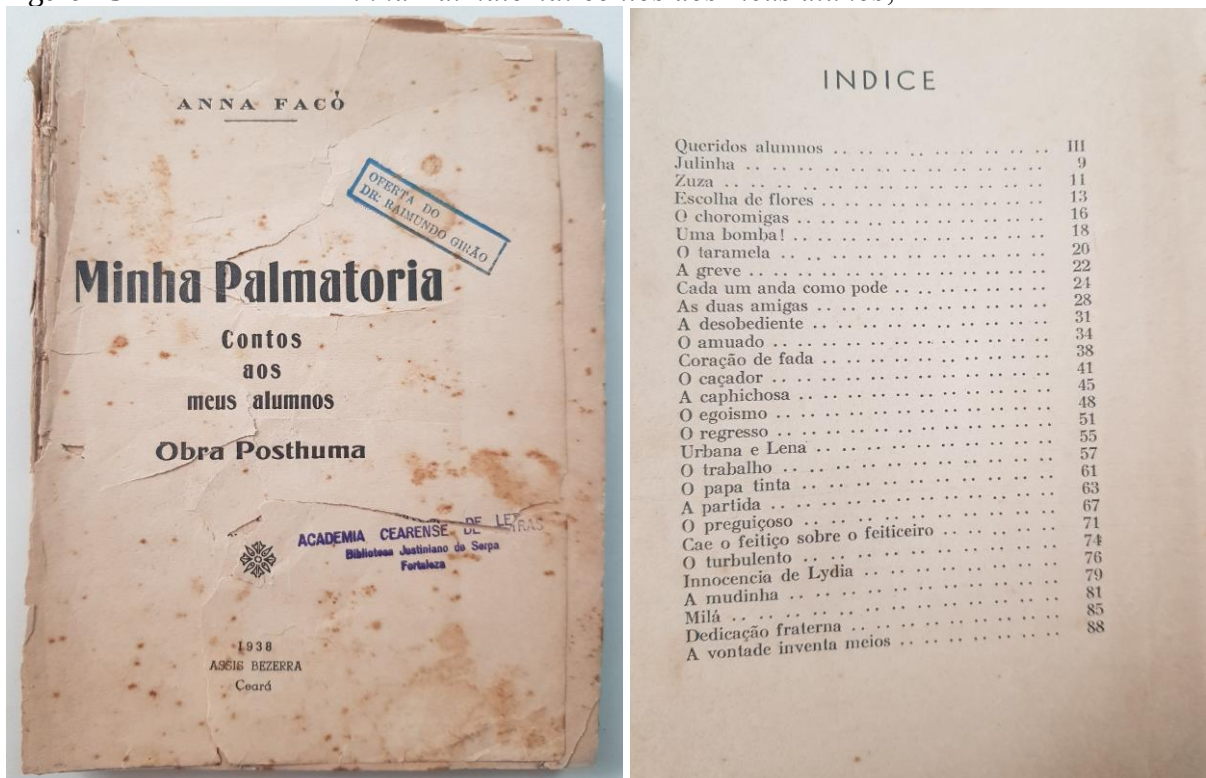 aos meus alunos,
ANNA FACÓ
OFERTA DO
DR: RAIMUNDO GIRÃO
Minha Palmatoria
Contos
aos
meus alumnos
Obra Posthuma
ACADEMIA CEARENSE DE LETRAS
Biblioteca Justiniano de Serpa
Fortaleza
1938
ASSIS BEZERRA
Ceará
INDICE
Queridos alumnos .. .. .. .. .. .. .. .. III
Julinha .. .. .. .. .. .. .. .. 9
Zuza .. .. .. .. .. .. .. .. 11
Escolha de flores .. .. .. .. .. .. .. .. 13
O choromigas .. .. .. .. .. .. .. .. 16
Uma bomba! .. .. .. .. .. .. .. .. 18
O taramela .. .. .. .. .. .. .. .. 20
A greve .. .. .. .. .. .. .. .. 22
Cada um anda como pode .. .. .. .. .. .. 24
As duas amigas .. .. .. .. .. .. .. .. 28
A desobediente .. .. .. .. .. .. .. .. 31
O amuado .. .. .. .. .. .. .. .. 34
Coração de fada .. .. .. .. .. .. .. .. 38
O caçador .. .. .. .. .. .. .. .. 41
A caphichosa .. .. .. .. .. .. .. .. 45
O egoismo .. .. .. .. .. .. .. .. 48
O regresso .. .. .. .. .. .. .. .. 51
Urbana e Lena .. .. .. .. .. .. .. .. 55
O trabalho .. .. .. .. .. .. .. .. 57
O papa tinta .. .. .. .. .. .. .. .. 61
A partida .. .. .. .. .. .. .. .. 63
O preguiçoso .. .. .. .. .. .. .. .. 67
Cae o feitiço sobre o feiticeiro .. .. .. .. 71
O turbulento .. .. .. .. .. .. .. .. 74
Innocencia de Lydia .. .. .. .. .. .. .. 76
A mudinha .. .. .. .. .. .. .. .. 79
Milá .. .. .. .. .. .. .. .. 81
Dedicação fraterna .. .. .. .. .. .. .. 85
A vontade inventa meios .. .. .. .. .. .. 88